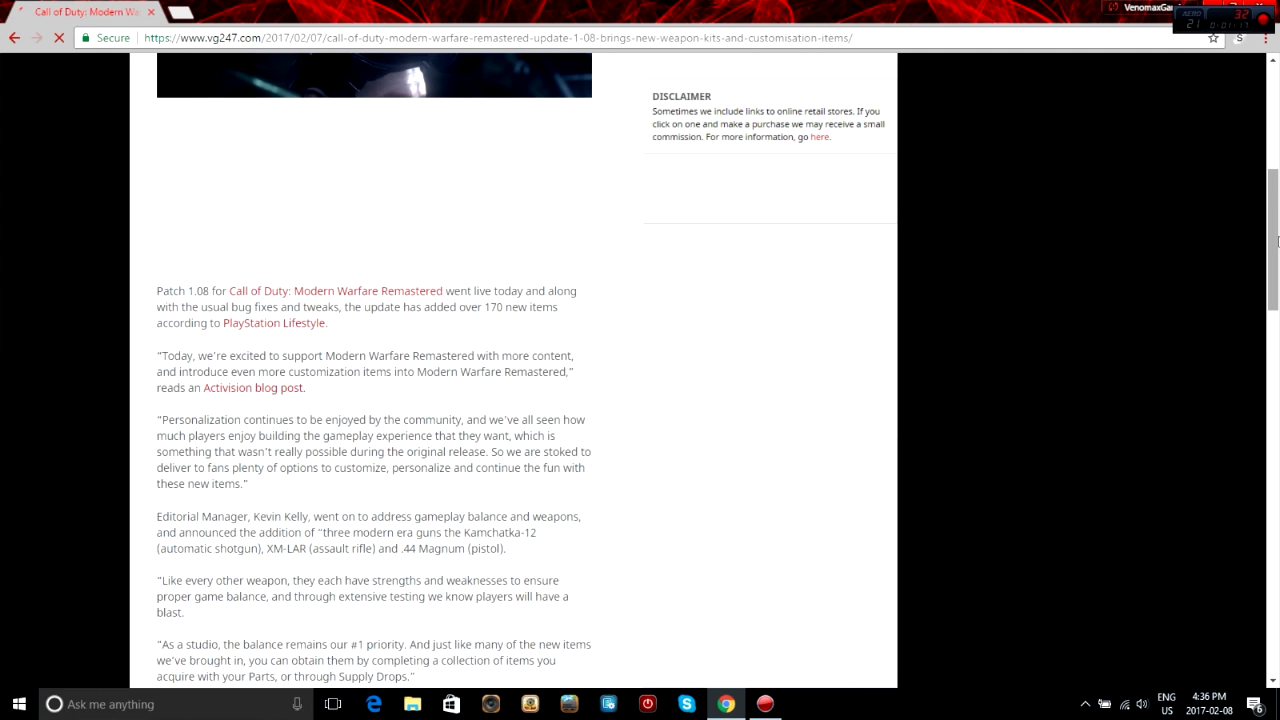 Call of Duty: Modern Wa
VenomaxGa
AERO
21
32
0:01:17
Secure
https://www.vg247.com/2017/02/07/call-of-duty-modern-warfare-remastered-update-1-08-brings-new-weapon-kits-and-customisation-items/
S
DISCLAIMER
Sometimes we include links to online retail stores. If you
click on one and make a purchase we may receive a small
commission. For more information, go here.
Patch 1.08 for Call of Duty: Modern Warfare Remastered went live today and along
with the usual bug fixes and tweaks, the update has added over 170 new items
according to PlayStation Lifestyle.
"Today, we're excited to support Modern Warfare Remastered with more content,
and introduce even more customization items into Modern Warfare Remastered,"
reads an Activision blog post.
"Personalization continues to be enjoyed by the community, and we've all seen how
much players enjoy building the gameplay experience that they want, which is
something that wasn't really possible during the original release. So we are stoked to
deliver to fans plenty of options to customize, personalize and continue the fun with
these new items."
Editorial Manager, Kevin Kelly, went on to address gameplay balance and weapons,
and announced the addition of "three modern era guns the Kamchatka-12
(automatic shotgun), XM-LAR (assault rifle) and .44 Magnum (pistol).
"Like every other weapon, they each have strengths and weaknesses to ensure
proper game balance, and through extensive testing we know players will have a
blast.
"As a studio, the balance remains our #1 priority. And just like many of the new items
we've brought in, you can obtain them by completing a collection of items you
acquire with your Parts, or through Supply Drops."
Ask me anything
ENG
US
4:36 PM
2017-02-08
6